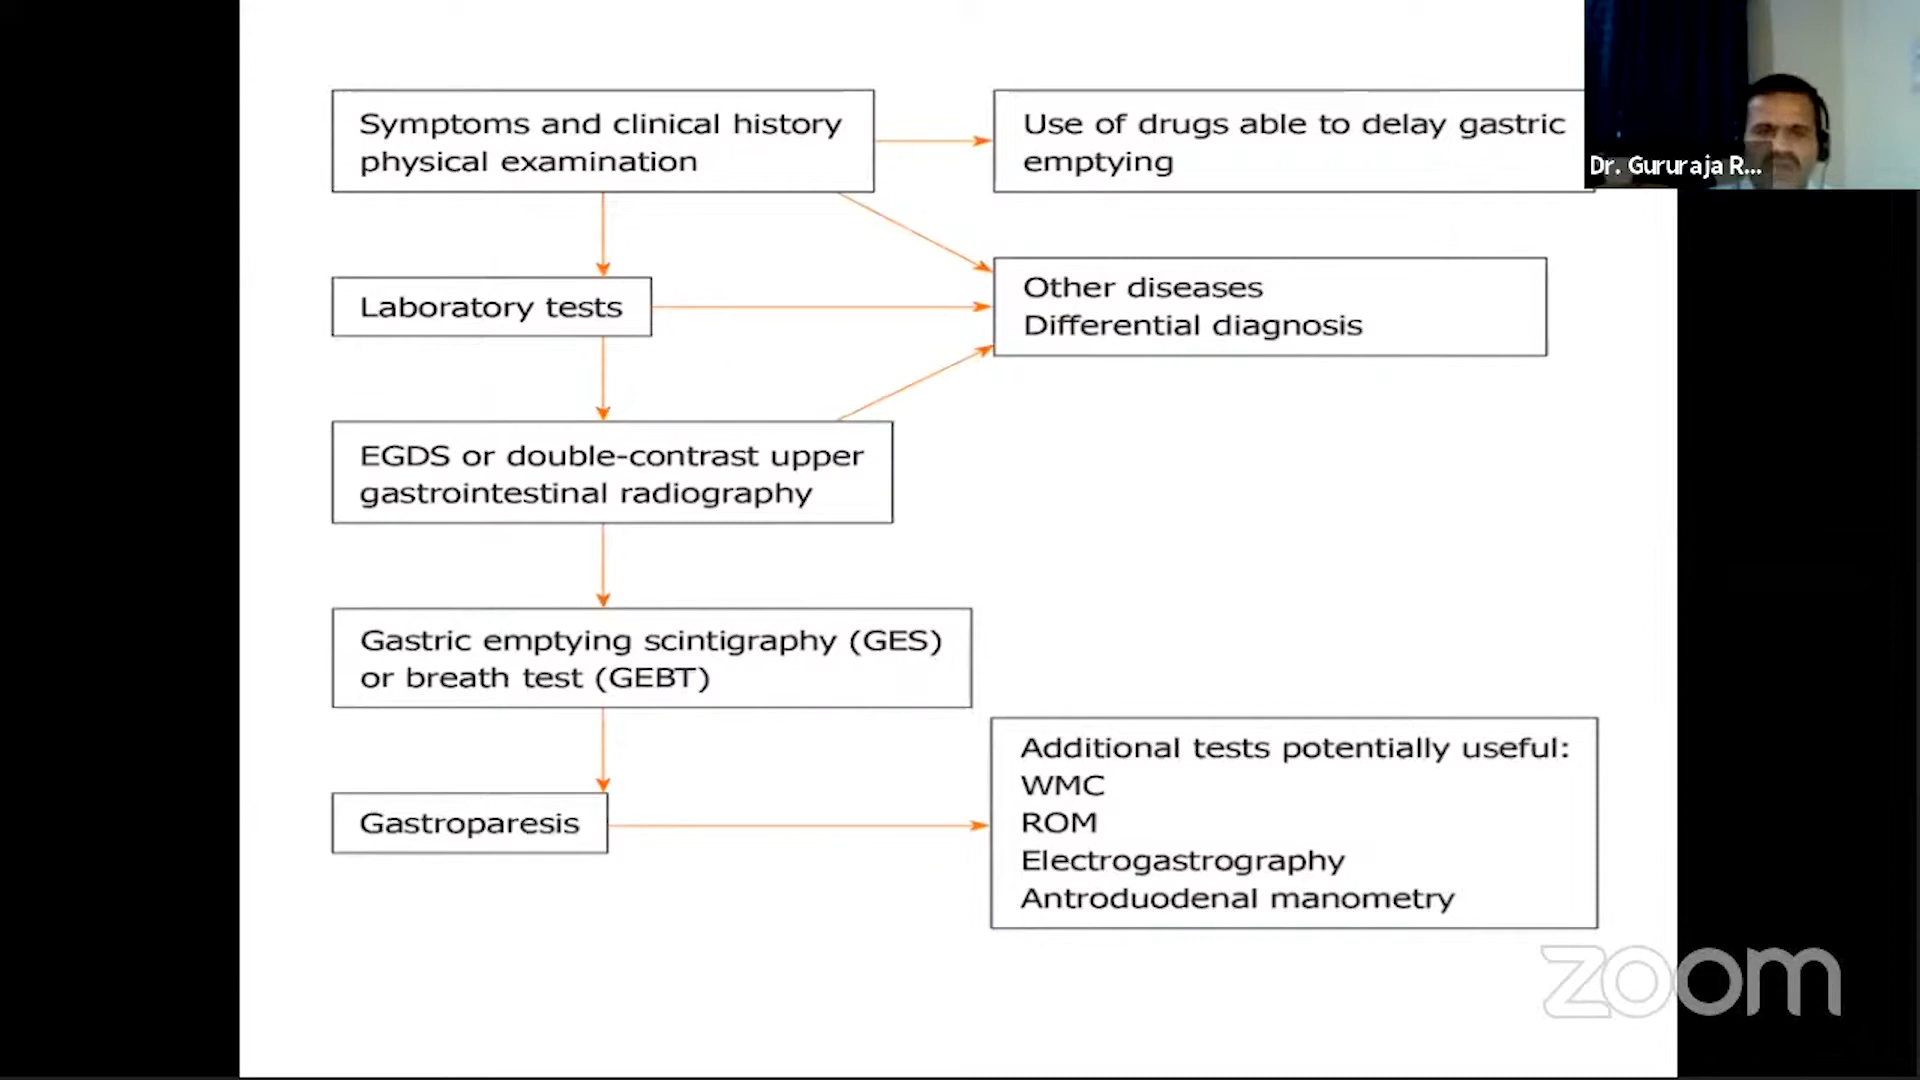 Symptoms and clinical history
physical examination
Use of drugs able to delay gastric
emptying
Dr. Gururaja R...
Laboratory tests
Other diseases
Differential diagnosis
EGDS or double-contrast upper
gastrointestinal radiography
Gastric emptying scintigraphy (GES)
or breath test (GEBT)
Gastroparesis
Additional tests potentially useful:
WMC
ROM
Electrogastrography
Antroduodenal manometry
zoom